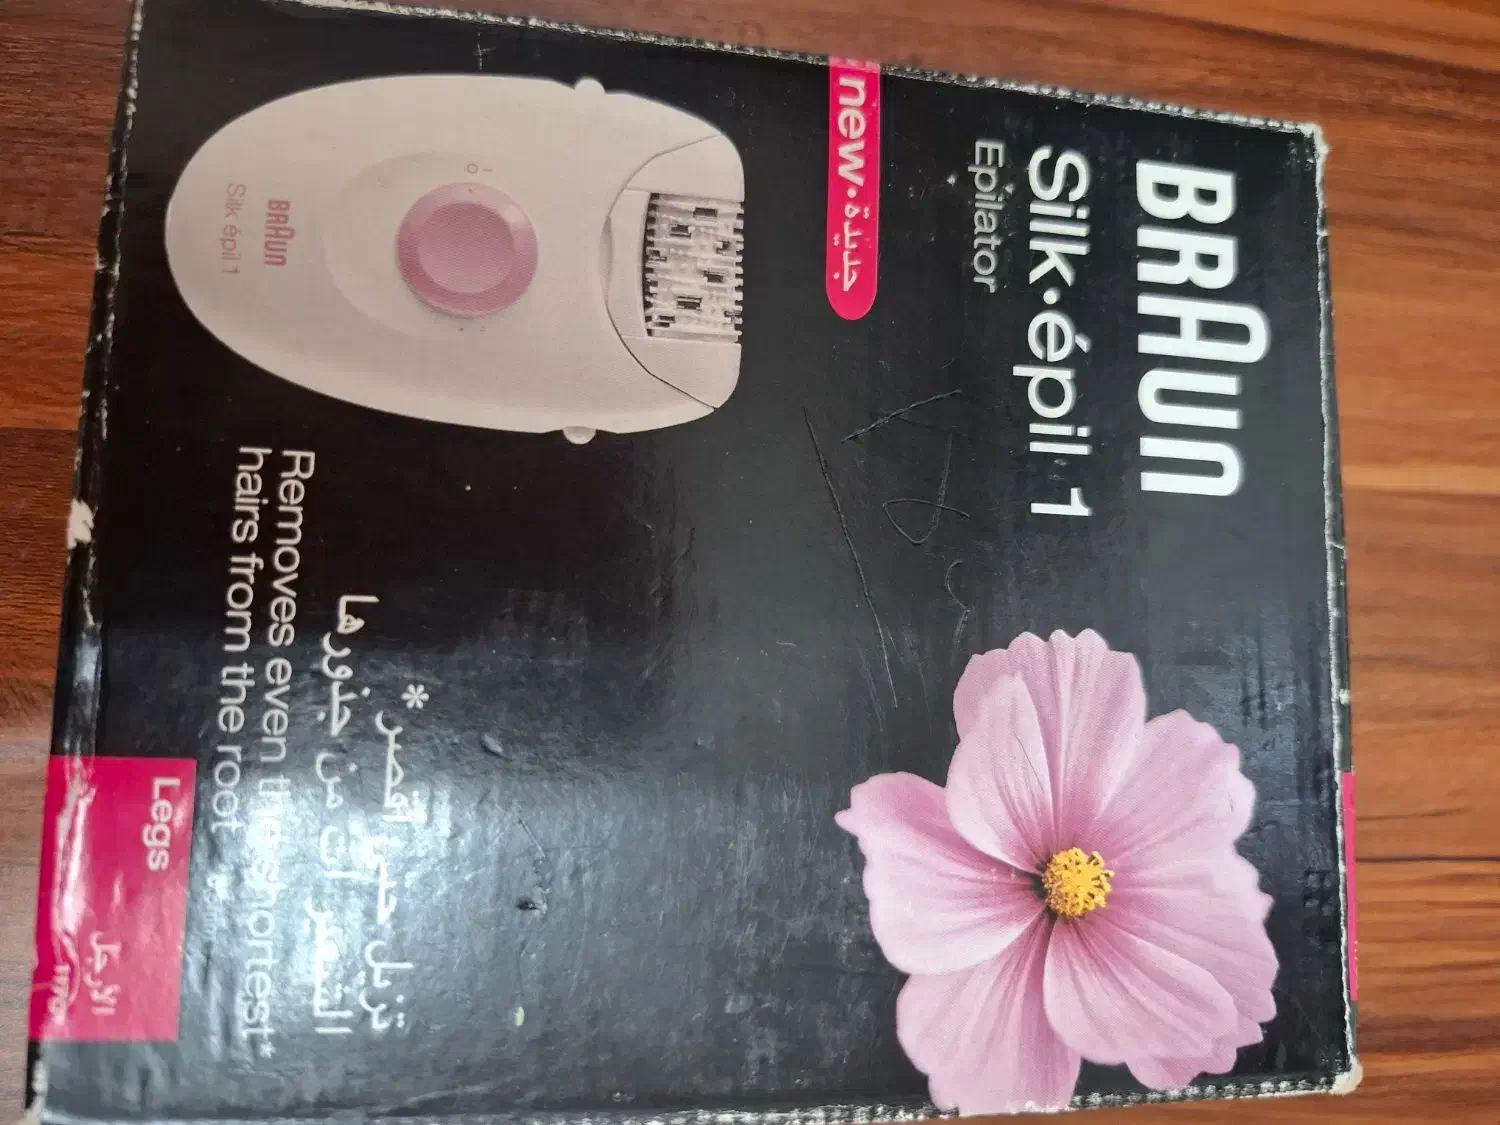 BRAUN
Silk·épil 1
Epilator
new· جديدة
BRAUN
Silk épil 1
تزيل حتى أقصر*
الشعيرات من جذورها
Removes even the shortest*
hairs from the root
Legs
الأرجل